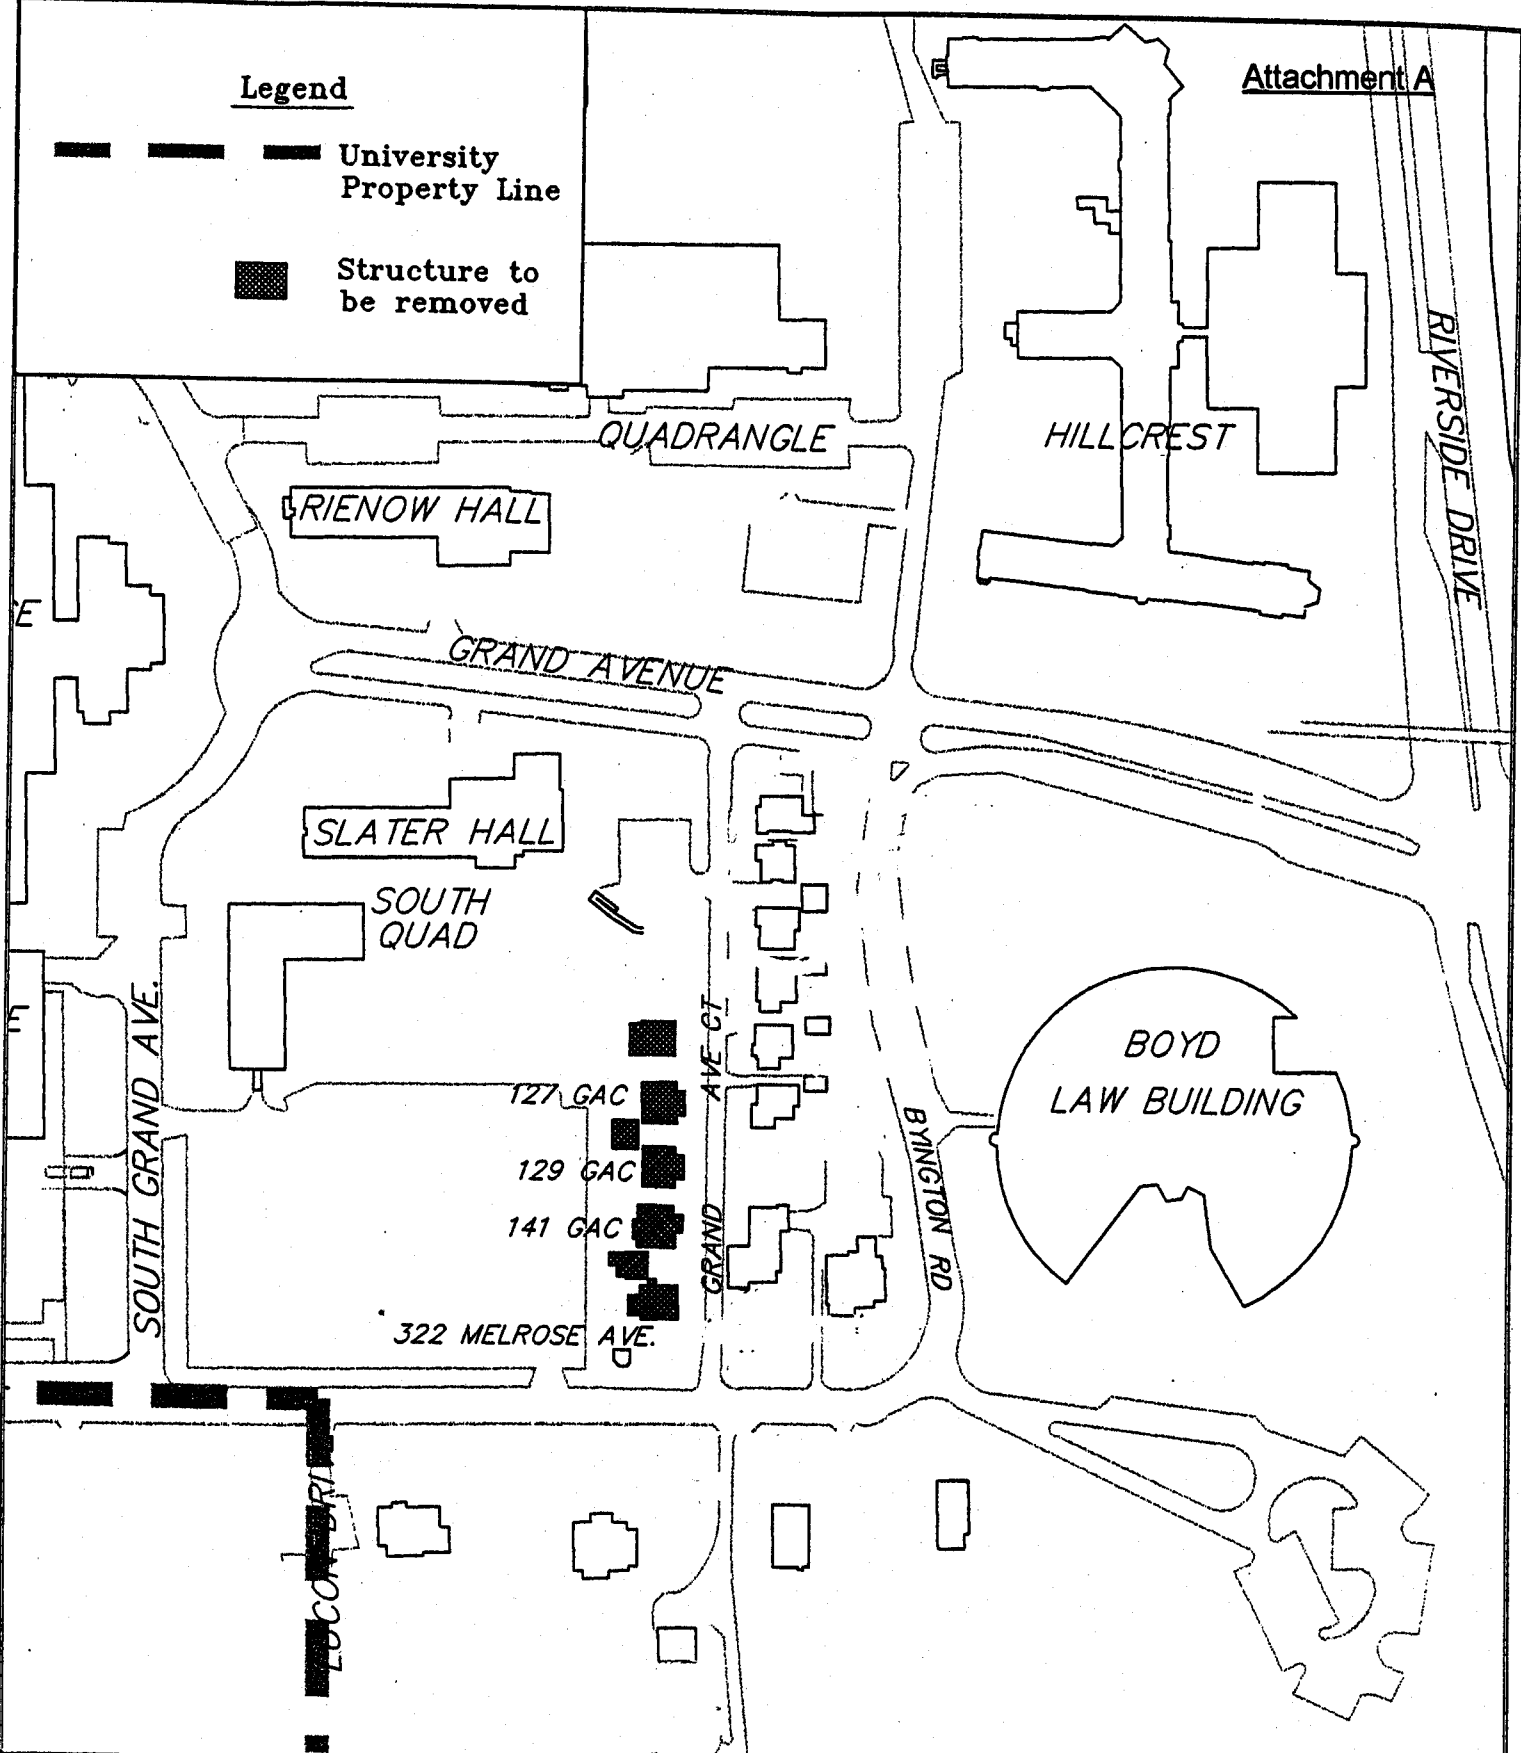 Legend
University
Property Line
Structure to
be removed
Attachment A
RIVERSIDE DRIVE
QUADRANGLE
HILLCREST
RIENOW HALL
E
GRAND AVENUE
SLATER HALL
SOUTH
QUAD
SOUTH GRAND AVE.
E
GRAND AVE CT
BOYD
LAW BUILDING
127 GAC
129 GAC
141 GAC
BYINGTON RD
322 MELROSE AVE.